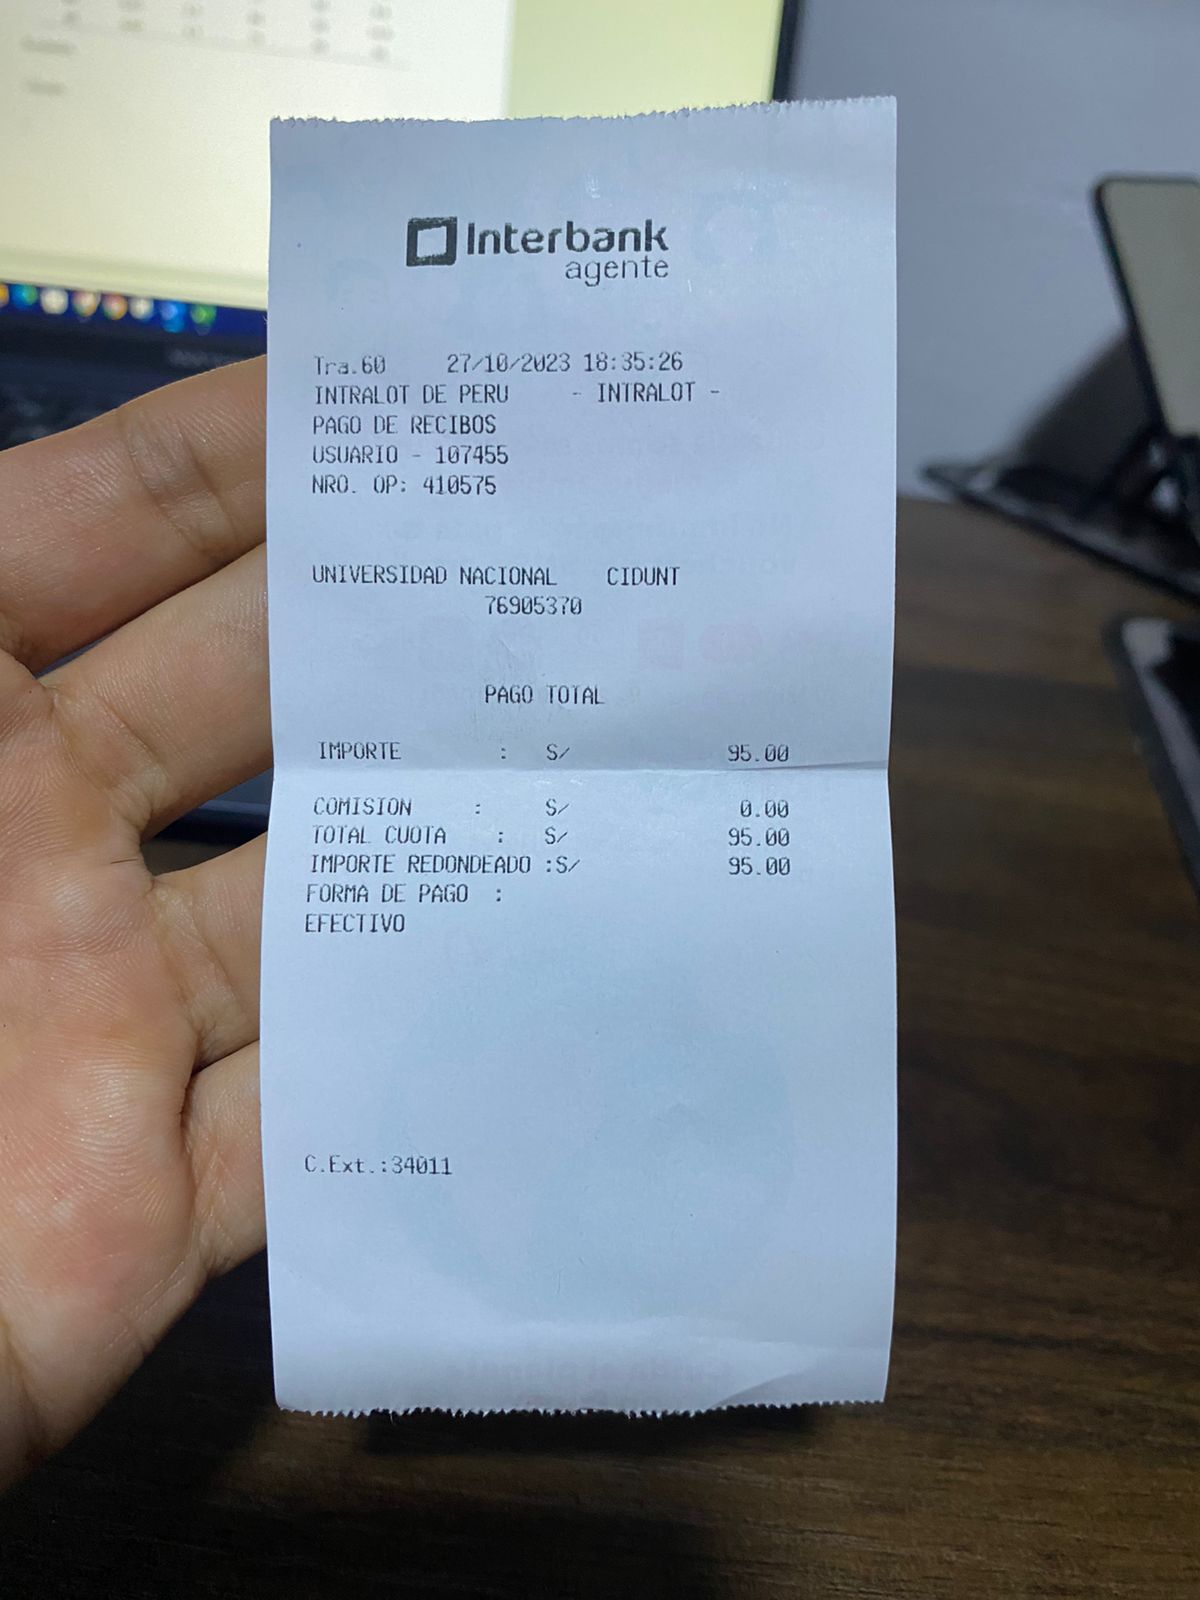 Interbank
agente
Tra.60 27/10/2023 18:35:26
INTRALOT DE PERU - INTRALOT -
PAGO DE RECIBOS
USUARIO - 107455
NRO. OP: 410575
UNIVERSIDAD NACIONAL CIDUNT
76905370
PAGO TOTAL
IMPORTE : S/ 95.00
COMISION : S/ 0.00
TOTAL CUOTA : S/ 95.00
IMPORTE REDONDEADO :S/ 95.00
FORMA DE PAGO :
EFECTIVO
C.Ext.:34011